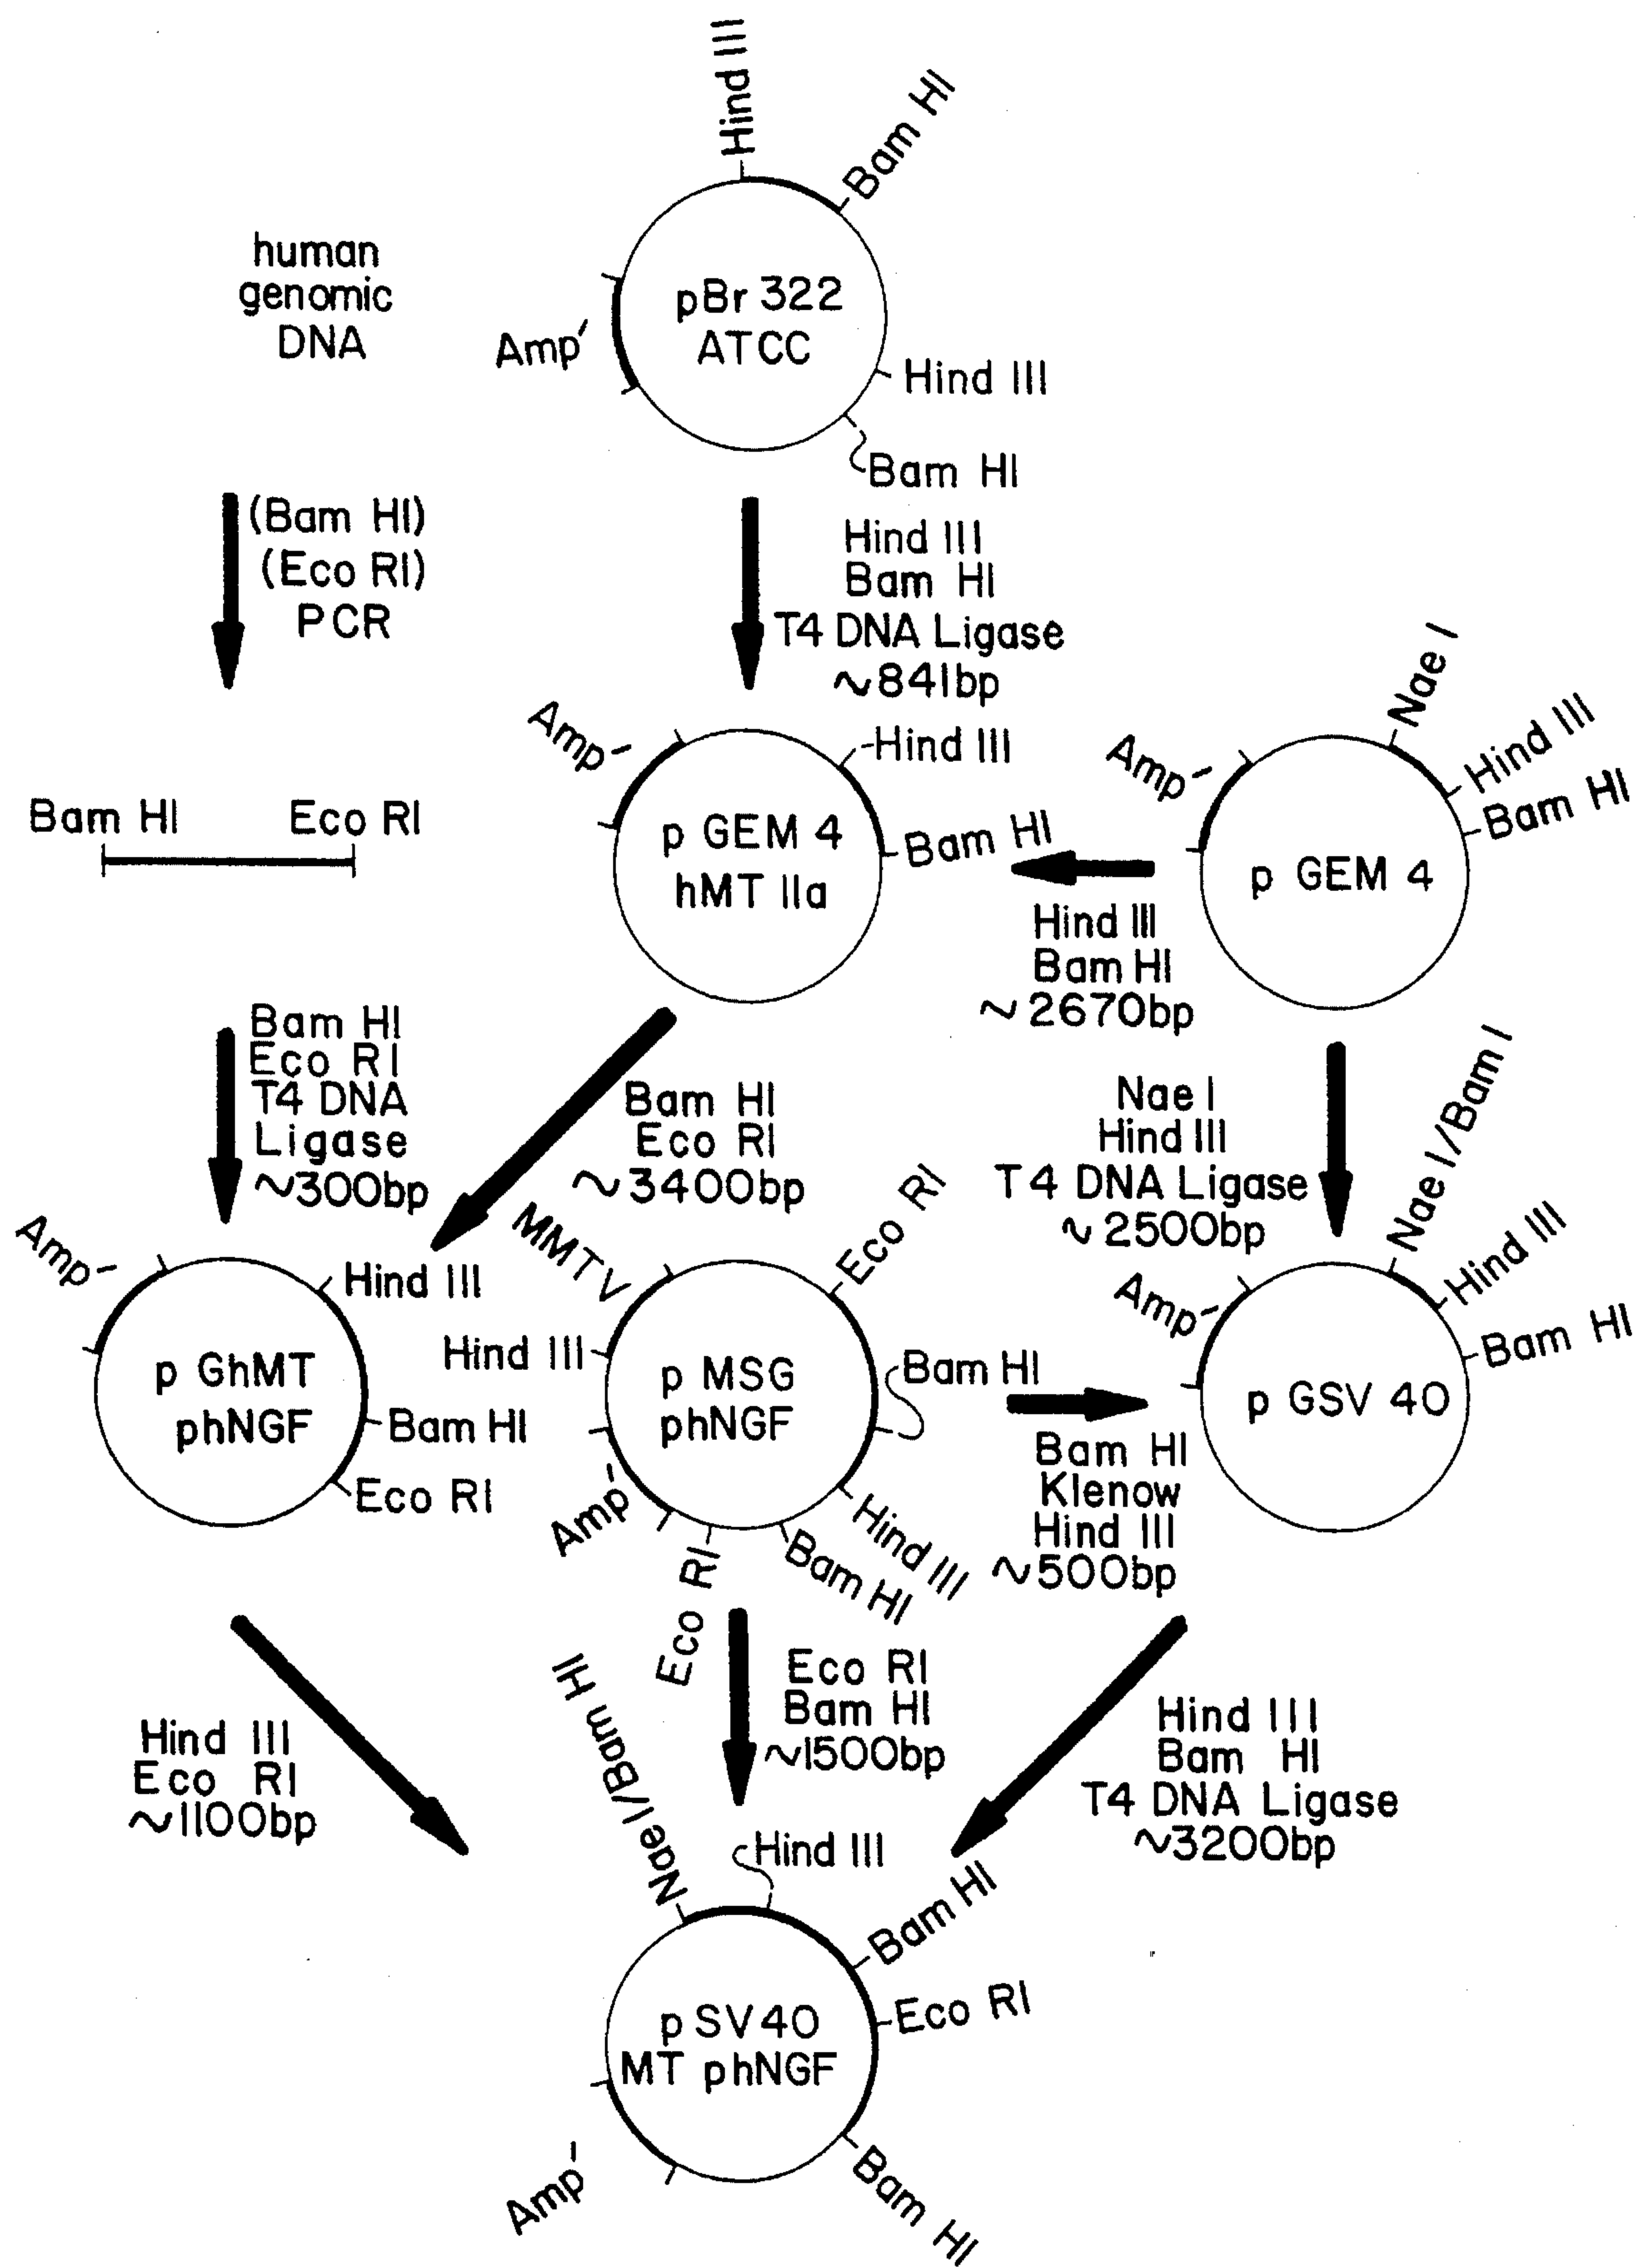 Hind III
Bam HI
human
genomic
DNA
pBr 322
ATCC
Amp'
Hind III
Bam HI
(Bam HI)
(Eco RI)
PCR
Hind III
Bam HI
T4 DNA Ligase
~841bp
Bam HI
Eco RI
Amp'
Hind III
p GEM 4
hMT IIa
Bam HI
Nae I
Hind III
Bam HI
Amp'
p GEM 4
Hind III
Bam HI
~2670bp
Bam HI
Eco RI
T4 DNA
Ligase
~300bp
Bam HI
Eco RI
~3400bp
Nae I
Hind III
T4 DNA Ligase
~2500bp
Amp'
Hind III
p GhMT
phNGF
Bam HI
Eco RI
MMTV
Eco RI
Hind III
p MSG
phNGF
Bam HI
Amp'
Eco RI
Bam HI
Hind III
Bam HI
Klenow
Hind III
~500bp
Nae I/Bam I
Hind III
Bam HI
Amp'
p GSV 40
Hind III
Eco RI
~1100bp
Eco RI
Bam HI
~1500bp
Hind III
Bam HI
T4 DNA Ligase
~3200bp
Nae I/Bam HI
Hind III
Bam HI
Eco RI
p SV40
MT phNGF
Amp'
Bam HI